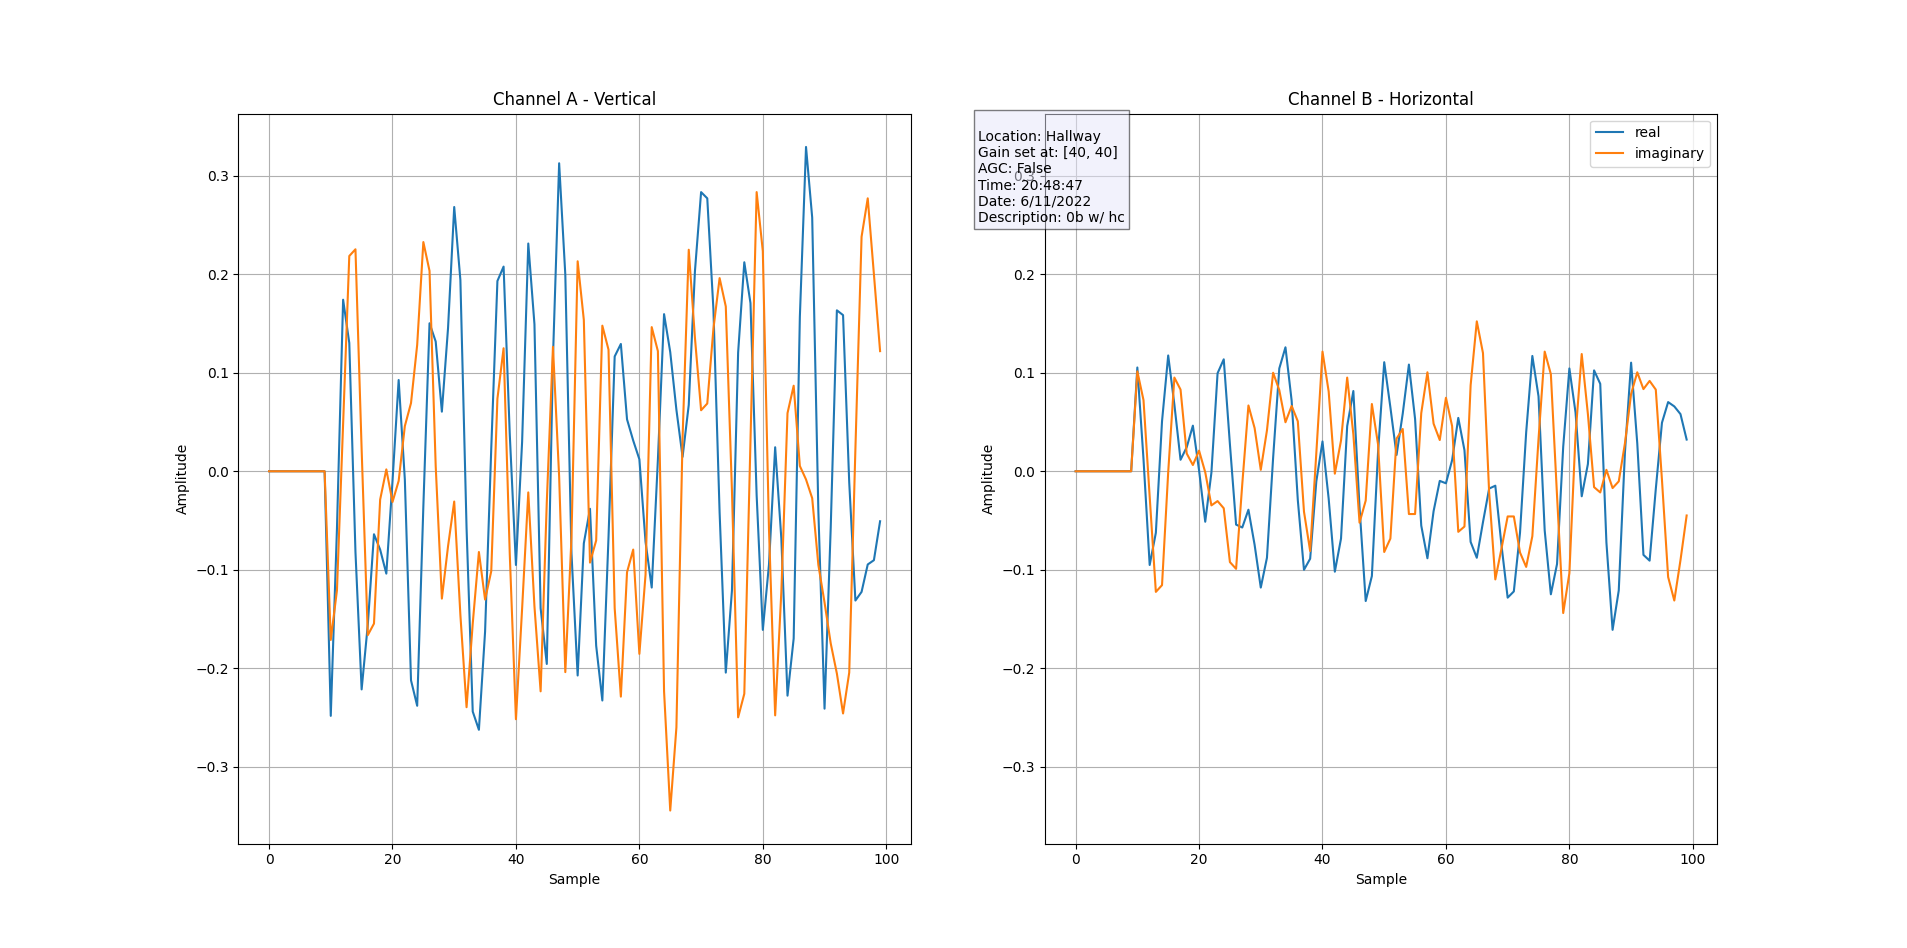 Channel A - Vertical
0.3
0.2
0.1
0.0
−0.1
−0.2
−0.3
Amplitude
0
20
40
60
80
100
Sample
Channel B - Horizontal
Location: Hallway
Gain set at: [40, 40]
AGC: False
Time: 20:48:47
Date: 6/11/2022
Description: 0b w/ hc
real
imaginary
0.3
0.2
0.1
0.0
−0.1
−0.2
−0.3
Amplitude
0
20
40
60
80
100
Sample